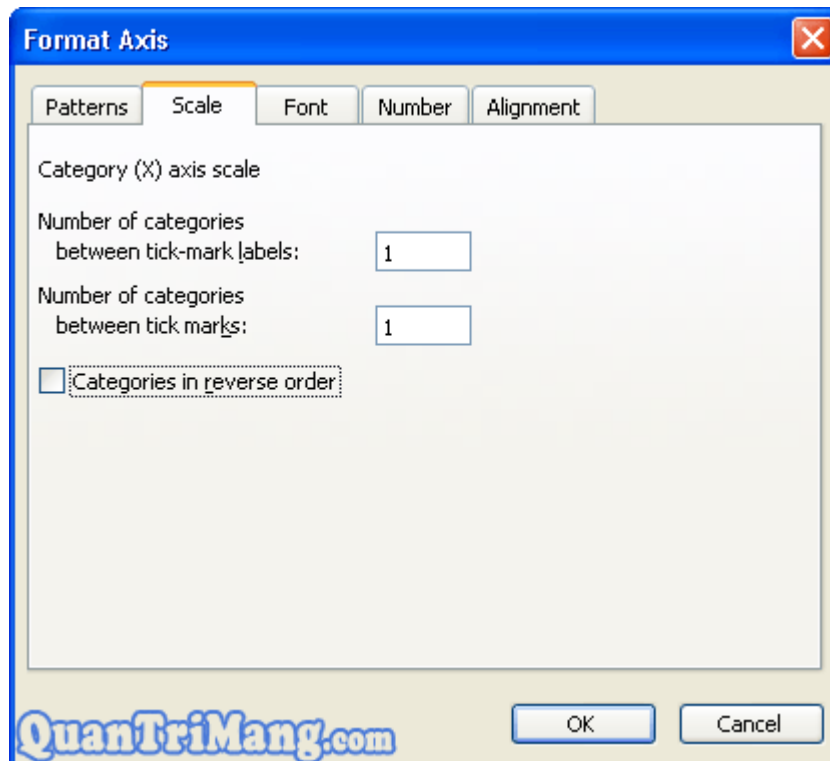 Format Axis
Patterns Scale Font Number Alignment
Category (X) axis scale
Number of categories
between tick-mark labels: 1
Number of categories
between tick marks: 1
Categories in reverse order
QuanTriMang.com OK Cancel